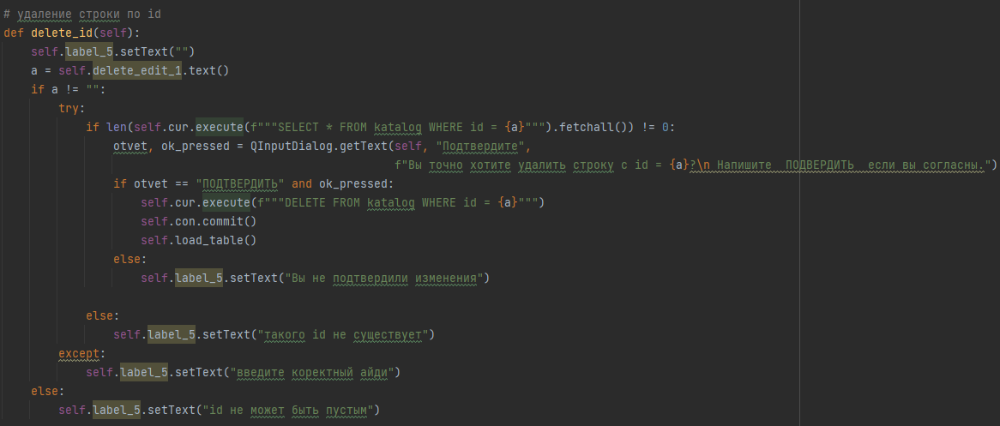 # удаление строки по id
def delete_id(self):
    self.label_5.setText("")
    a = self.delete_edit_1.text()
    if a != "":
        try:
            if len(self.cur.execute(f"""SELECT * FROM katalog WHERE id = {a}""").fetchall()) != 0:
                otvet, ok_pressed = QInputDialog.getText(self, "Подтвердите",
                                                         f"Вы точно хотите удалить строку с id = {a}?\n Напишите  ПОДВЕРДИТЬ  если вы согласны.")
                if otvet == "ПОДТВЕРДИТЬ" and ok_pressed:
                    self.cur.execute(f"""DELETE FROM katalog WHERE id = {a}""")
                    self.con.commit()
                    self.load_table()
                else:
                    self.label_5.setText("Вы не подтвердили изменения")
            else:
                self.label_5.setText("такого id не существует")
        except:
            self.label_5.setText("введите коректный айди")
    else:
        self.label_5.setText("id не может быть пустым")